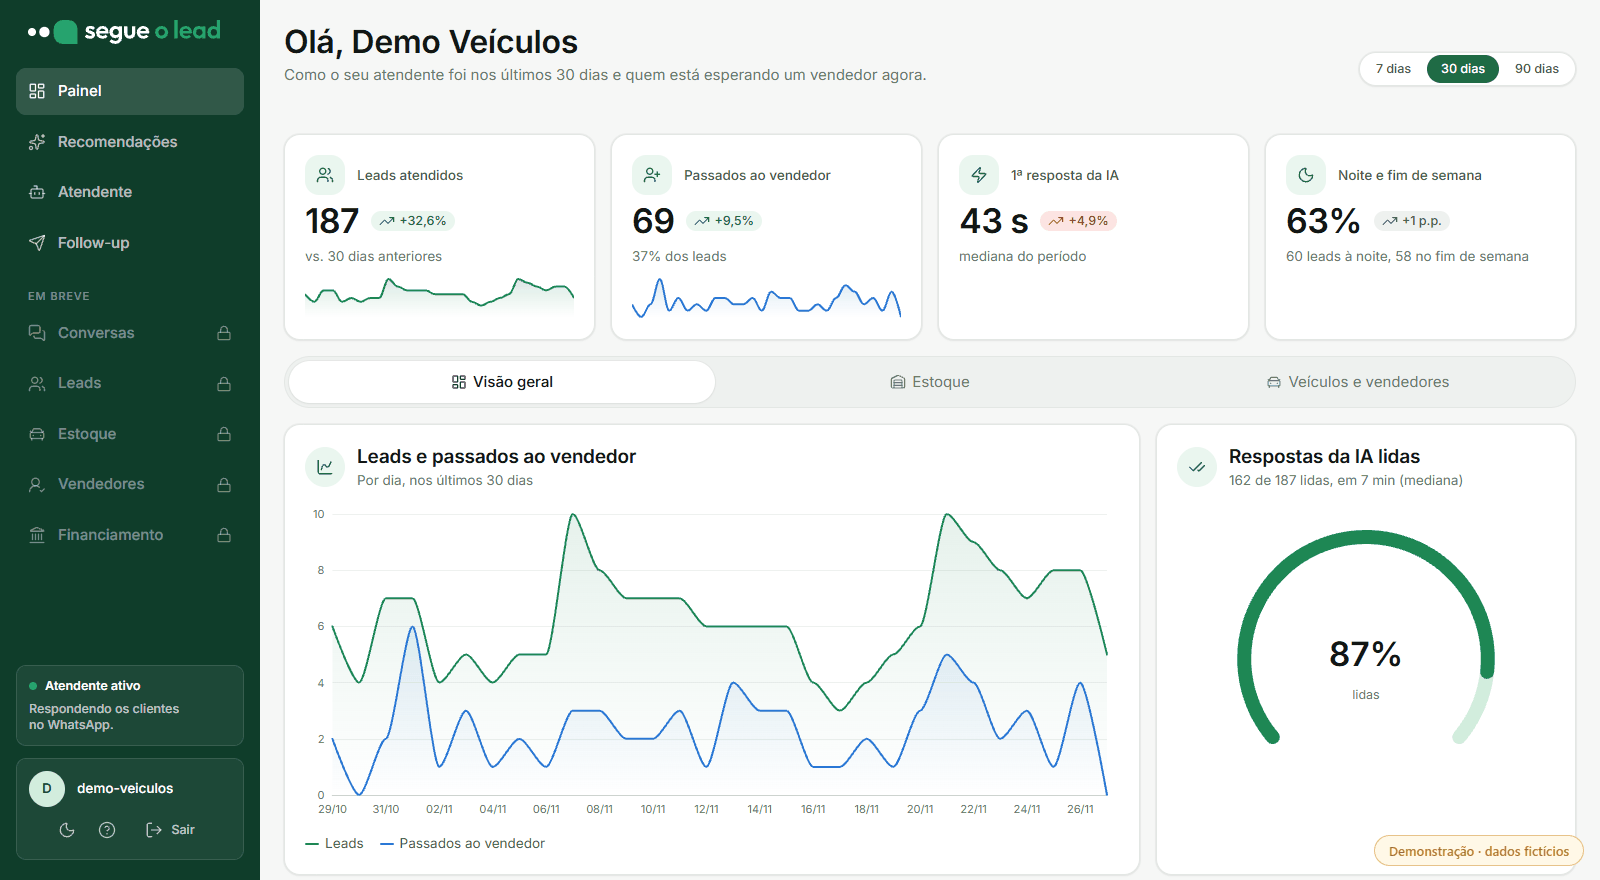 segue o lead
Painel
Recomendações
Atendente
Follow-up
EM BREVE
Conversas
Leads
Estoque
Vendedores
Financiamento
Atendente ativo
Respondendo os clientes
no WhatsApp.
D
demo-veiculos
Sair
Olá, Demo Veículos
Como o seu atendente foi nos últimos 30 dias e quem está esperando um vendedor agora.
7 dias
30 dias
90 dias
Leads atendidos
187
+32,6%
vs. 30 dias anteriores
Passados ao vendedor
69
+9,5%
37% dos leads
1ª resposta da IA
43 s
+4,9%
mediana do período
Noite e fim de semana
63%
+1 p.p.
60 leads à noite, 58 no fim de semana
Visão geral
Estoque
Veículos e vendedores
Leads e passados ao vendedor
Por dia, nos últimos 30 dias
10
8
6
4
2
0
29/10
31/10
02/11
04/11
06/11
08/11
10/11
12/11
14/11
16/11
18/11
20/11
22/11
24/11
26/11
Leads
Passados ao vendedor
Respostas da IA lidas
162 de 187 lidas, em 7 min (mediana)
87%
lidas
Demonstração · dados fictícios